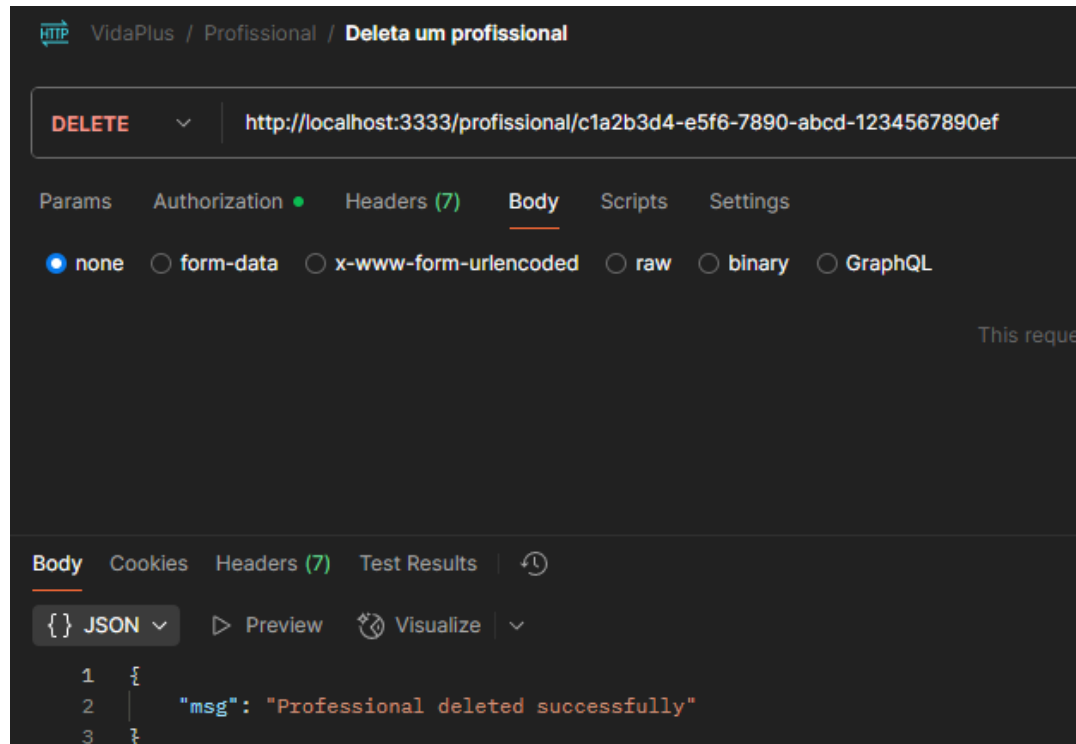 HTTP VidaPlus / Profissional / Deleta um profissional
DELETE http://localhost:3333/profissional/c1a2b3d4-e5f6-7890-abcd-1234567890ef
Params Authorization Headers (7) Body Scripts Settings
none form-data x-www-form-urlencoded raw binary GraphQL
This reque
Body Cookies Headers (7) Test Results
{} JSON Preview Visualize
1 {
2 "msg": "Professional deleted successfully"
3 }